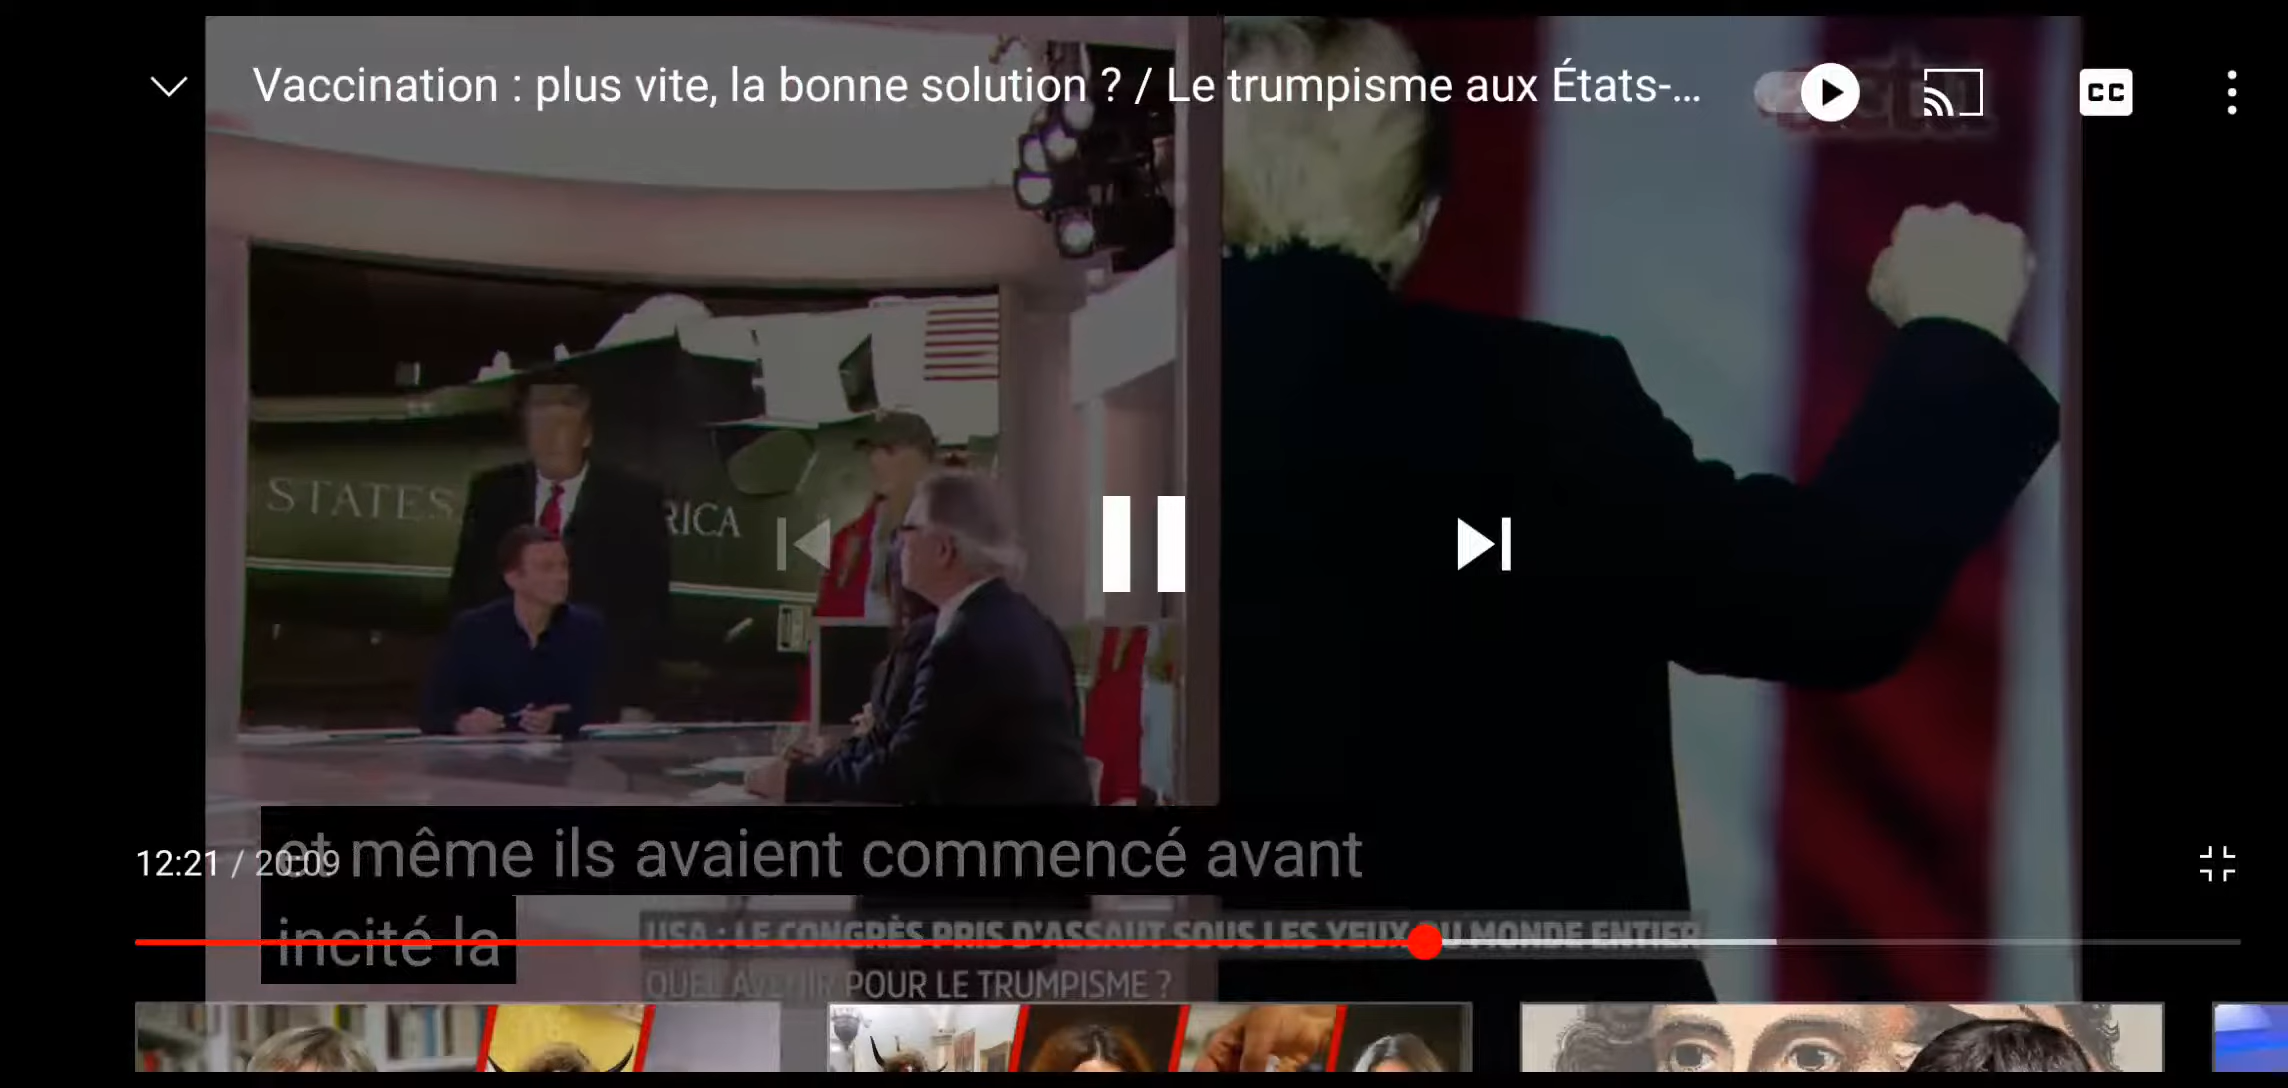 Vaccination : plus vite, la bonne solution ? / Le trumpisme aux États-...
CC
STATES
RICA
et même ils avaient commencé avant
12:21 / 20:09
incité la
USA : LE CONGRÈS PRIS D'ASSAUT SOUS LES YEUX DU MONDE ENTIER
QUEL AVENIR POUR LE TRUMPISME ?